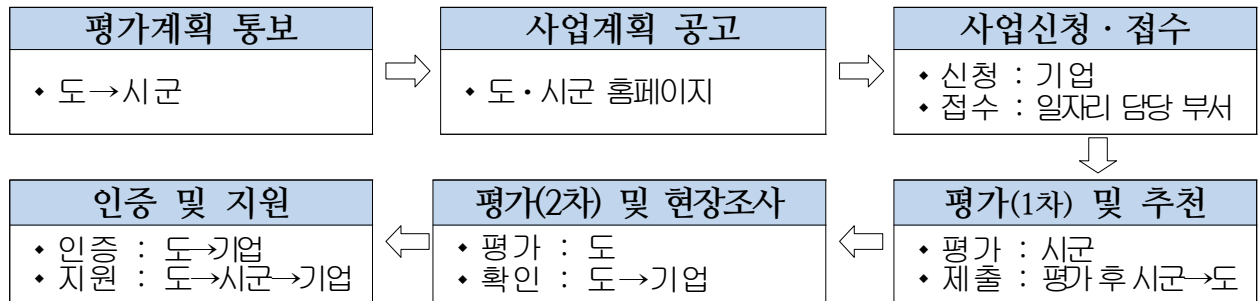 평가계획 통보
◆ 도→시군
사업계획 공고
◆ 도・시군 홈페이지
사업신청・접수
◆ 신청 : 기업
◆ 접수 : 일자리 담당 부서
평가(1차) 및 추천
◆ 평가 : 시군
◆ 제출 : 평가 후 시군→도
평가(2차) 및 현장조사
◆ 평가 : 도
◆ 확인 : 도→기업
인증 및 지원
◆ 인증 : 도→기업
◆ 지원 : 도→시군→기업